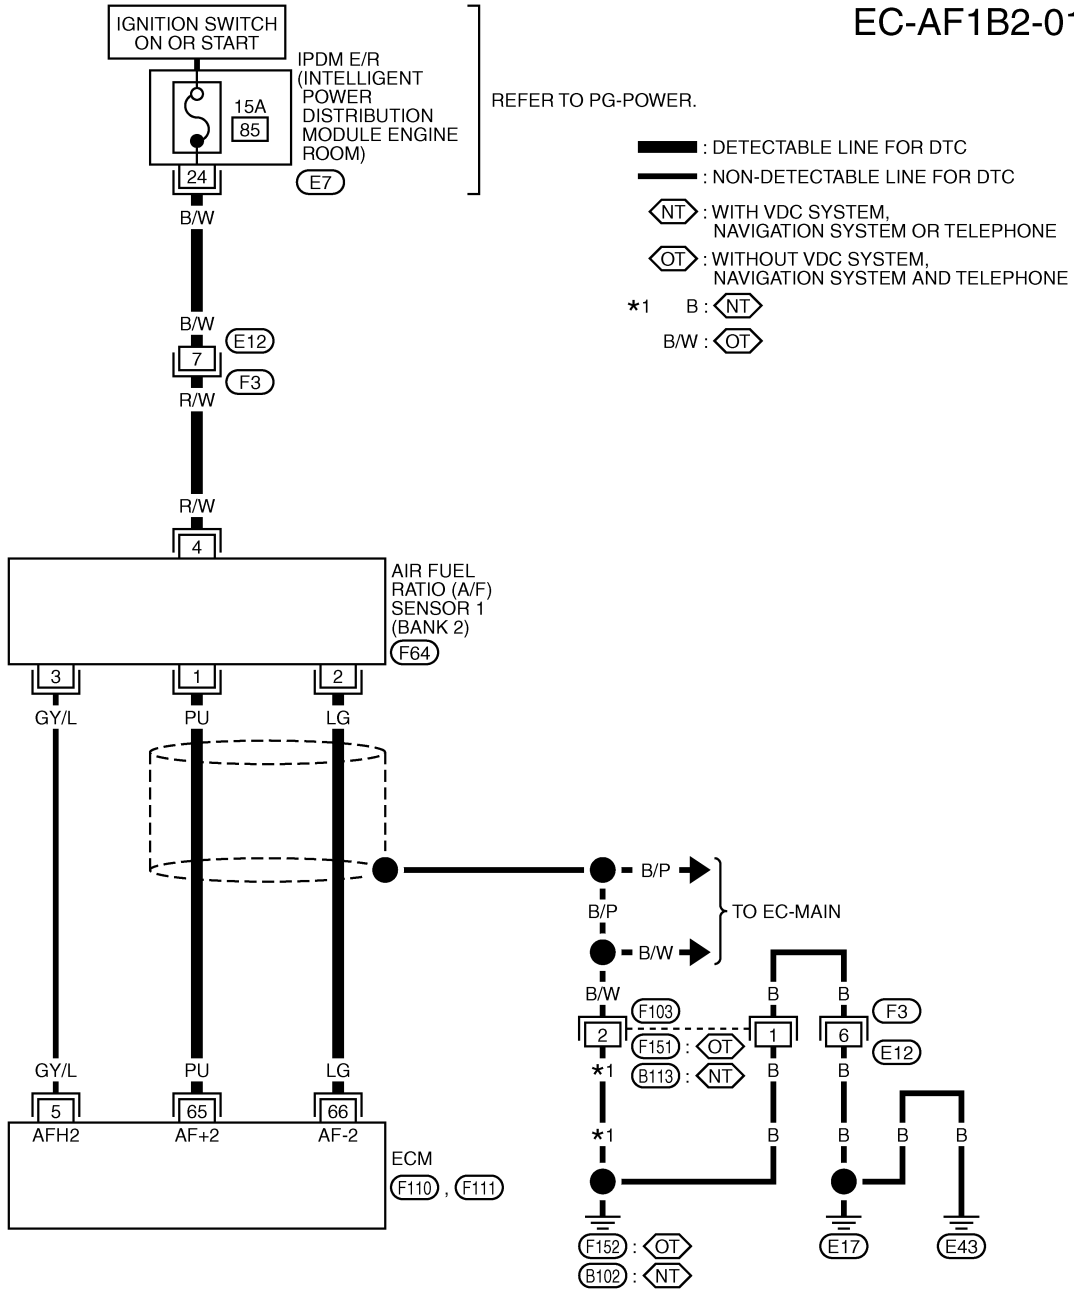 EC-AF1B2-01
IGNITION SWITCH
ON OR START
IPDM E/R
(INTELLIGENT
POWER
DISTRIBUTION
MODULE ENGINE
ROOM)
15A
85
24
E7
REFER TO PG-POWER.
: DETECTABLE LINE FOR DTC
: NON-DETECTABLE LINE FOR DTC
NT : WITH VDC SYSTEM,
NAVIGATION SYSTEM OR TELEPHONE
OT : WITHOUT VDC SYSTEM,
NAVIGATION SYSTEM AND TELEPHONE
*1 B : NT
B/W : OT
B/W
B/W
E12
7
F3
R/W
R/W
4
AIR FUEL
RATIO (A/F)
SENSOR 1
(BANK 2)
F64
3 1 2
GY/L PU LG
B/P
TO EC-MAIN
B/P
B/W
B/W B B
F103 F3
2 1 6
F151 : OT E12
B113 : NT
*1 B B
GY/L PU LG
5 65 66
AFH2 AF+2 AF-2
*1 B B B B
ECM
F110 , F111
F152 : OT E17 E43
B102 : NT